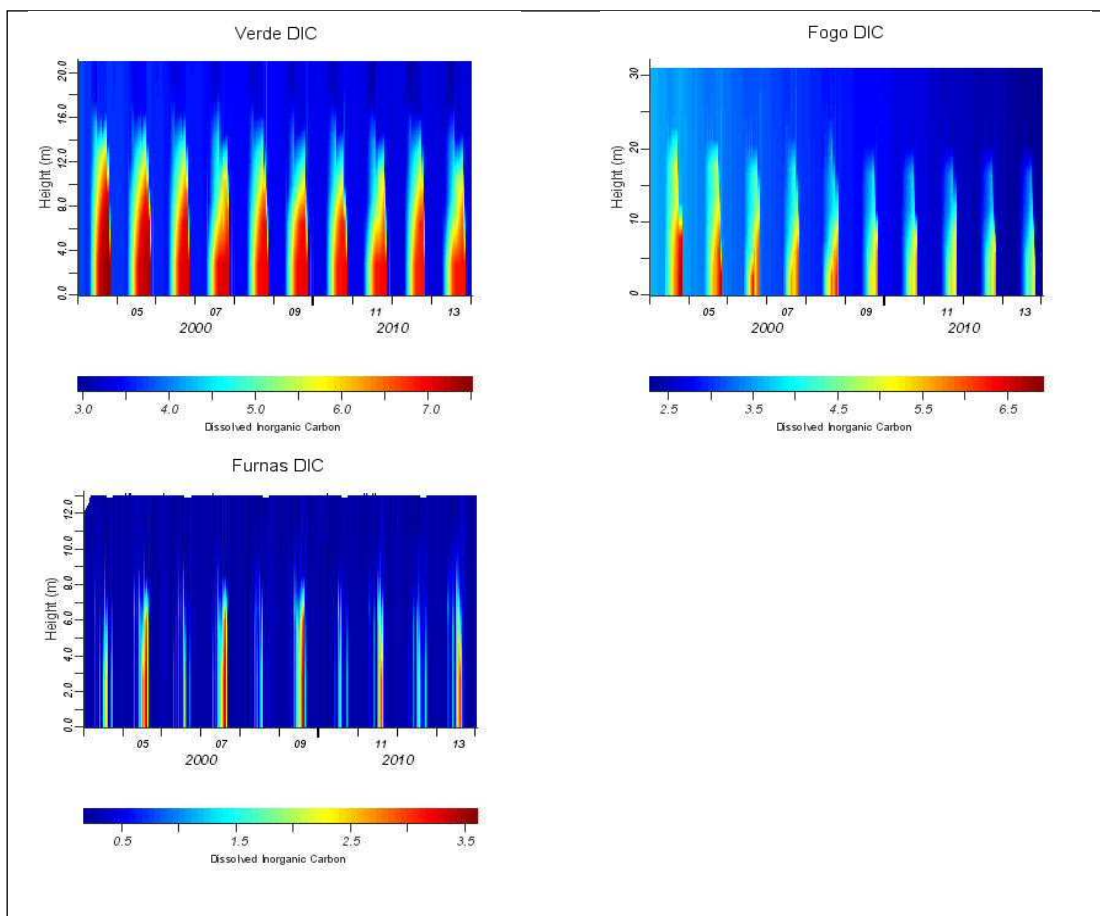 Verde DIC
Height (m)
20.0
16.0
12.0
8.0
4.0
0.0
05 07 09 11 13
2000 2010
3.0 4.0 5.0 6.0 7.0
Dissolved Inorganic Carbon
Fogo DIC
Height (m)
30
20
10
0
05 07 09 11 13
2000 2010
2.5 3.5 4.5 5.5 6.5
Dissolved Inorganic Carbon
Furnas DIC
Height (m)
12.0
10.0
8.0
6.0
4.0
2.0
0.0
05 07 09 11 13
2000 2010
0.5 1.5 2.5 3.5
Dissolved Inorganic Carbon